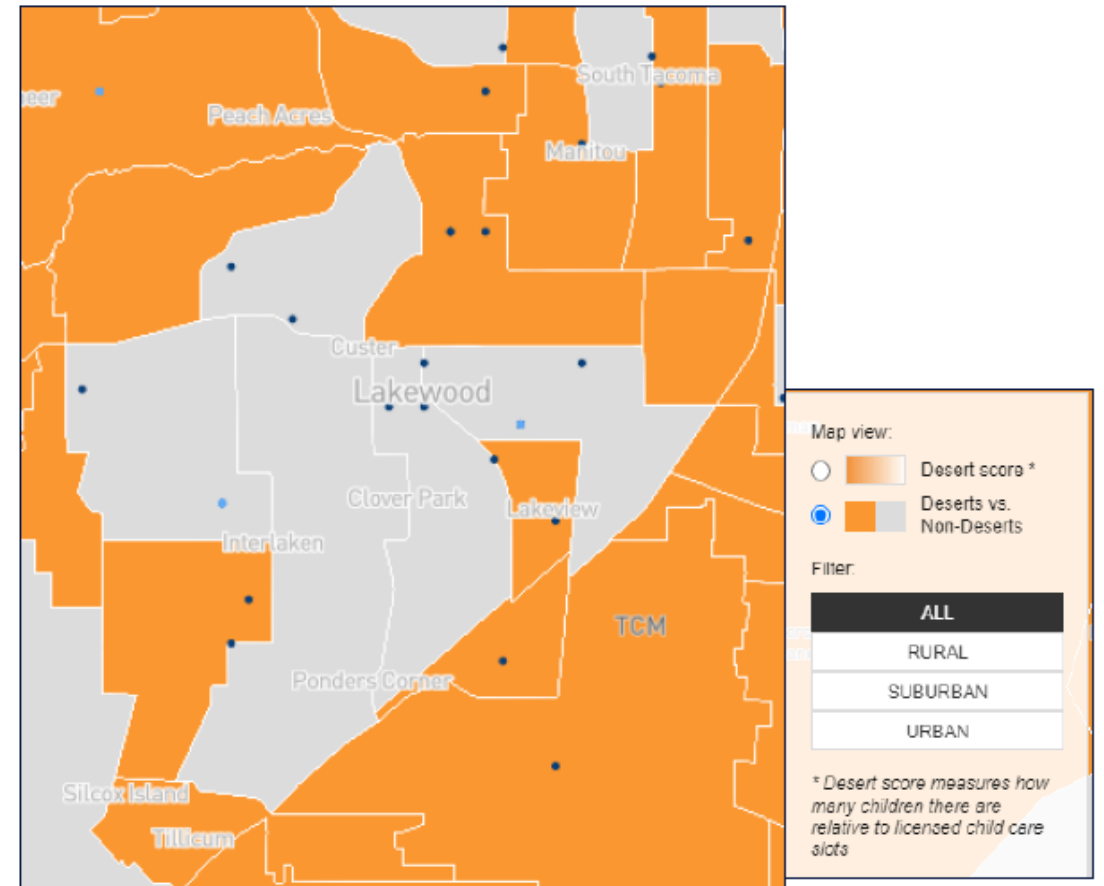 South Tacoma
eer
Peach Acres
Manitou
Custer
Lakewood
Clover Park
Lakeview
Interlaken
TCM
Ponders Corner
Silcox Island
Tillicum
Map view:
Desert score *
Deserts vs.
Non-Deserts
Filter:
ALL
RURAL
SUBURBAN
URBAN
* Desert score measures how
many children there are
relative to licensed child care
slots